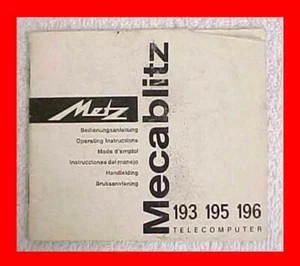 Metz
Bedienungsanleitung
Operating Instructions
Mode d'emploi
Instrucciones del manejo
Handleiding
Bruksanvisning
Mecablitz
193 195 196
TELECOMPUTER